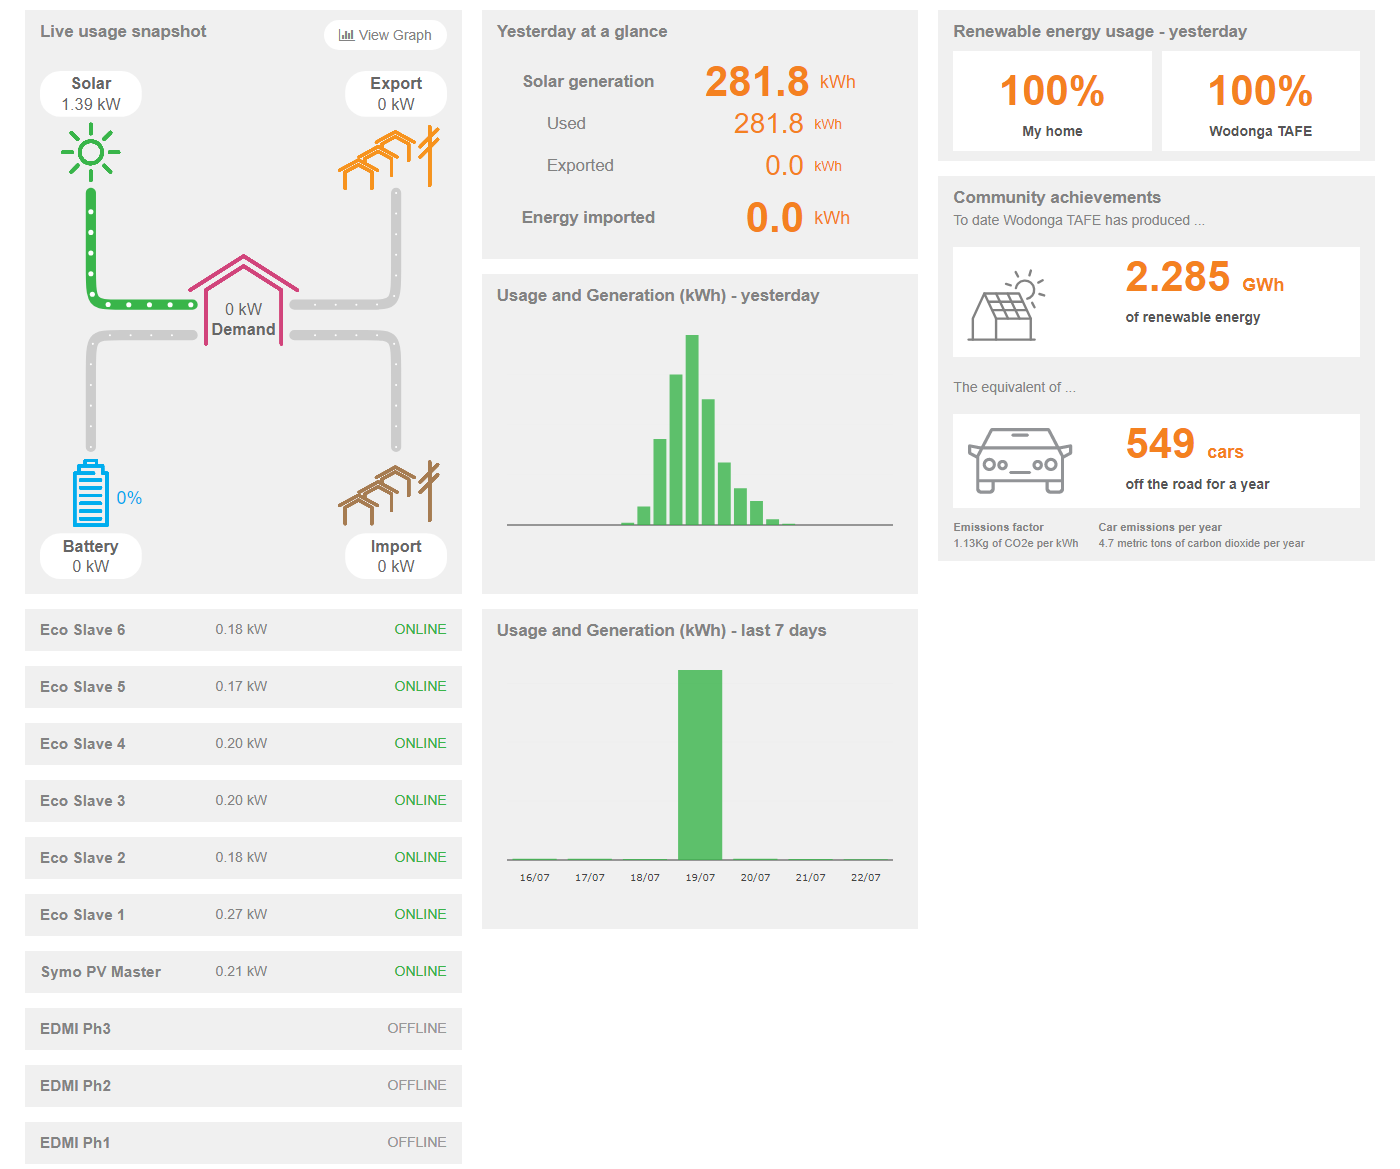 Live usage snapshot
View Graph
Solar
1.39 kW
Export
0 kW
0 kW
Demand
0%
Battery
0 kW
Import
0 kW
Eco Slave 6 0.18 kW ONLINE
Eco Slave 5 0.17 kW ONLINE
Eco Slave 4 0.20 kW ONLINE
Eco Slave 3 0.20 kW ONLINE
Eco Slave 2 0.18 kW ONLINE
Eco Slave 1 0.27 kW ONLINE
Symo PV Master 0.21 kW ONLINE
EDMI Ph3 OFFLINE
EDMI Ph2 OFFLINE
EDMI Ph1 OFFLINE
Yesterday at a glance
Solar generation 281.8 kWh
Used 281.8 kWh
Exported 0.0 kWh
Energy imported 0.0 kWh
Usage and Generation (kWh) - yesterday
Usage and Generation (kWh) - last 7 days
16/07 17/07 18/07 19/07 20/07 21/07 22/07
Renewable energy usage - yesterday
100%
My home
100%
Wodonga TAFE
Community achievements
To date Wodonga TAFE has produced ...
2.285 GWh
of renewable energy
The equivalent of ...
549 cars
off the road for a year
Emissions factor
1.13Kg of CO2e per kWh
Car emissions per year
4.7 metric tons of carbon dioxide per year